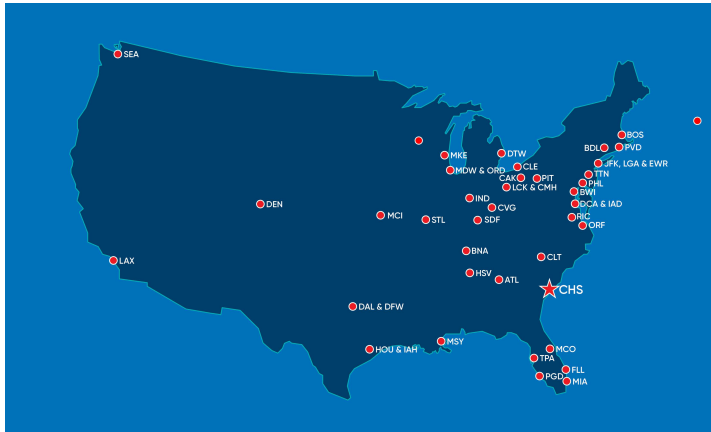 SEA
BOS
BDL
PVD
MKE
DTW
CLE
JFK, LGA & EWR
MDW & ORD
CAK
PIT
TTN
PHL
LCK & CMH
BWI
IND
DEN
CVG
DCA & IAD
MCI
STL
SDF
RIC
ORF
BNA
CLT
LAX
HSV
ATL
CHS
DAL & DFW
MSY
HOU & IAH
MCO
TPA
FLL
PGD
MIA